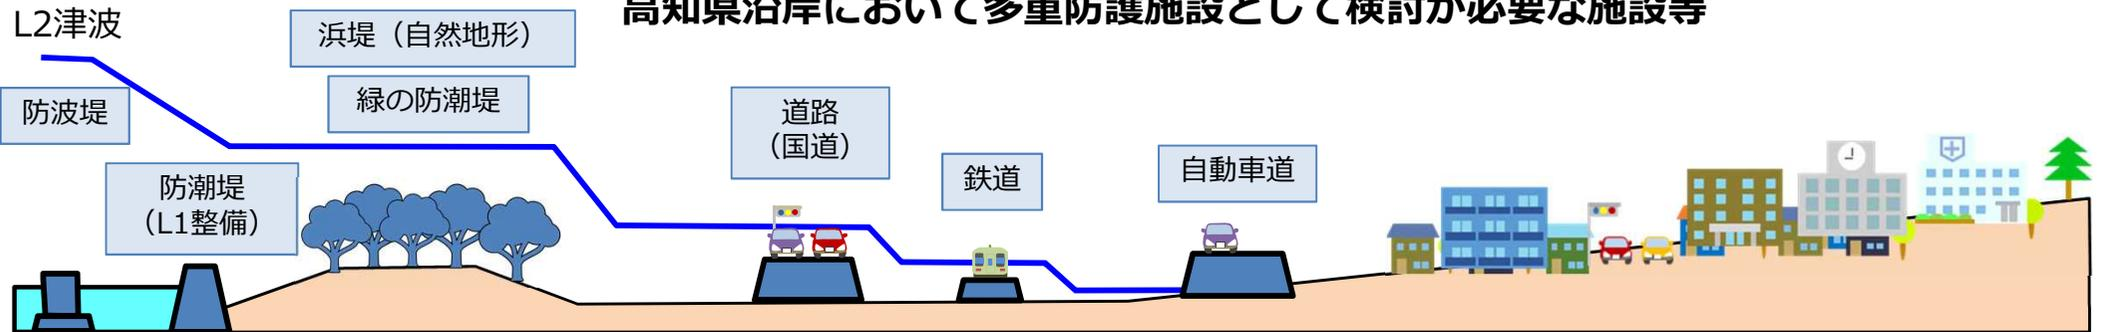 高知県沿岸において多重防護施設として検討が必要な施設等
L2津波
浜堤（自然地形）
緑の防潮堤
防波堤
防潮堤
（L1整備）
道路
（国道）
鉄道
自動車道